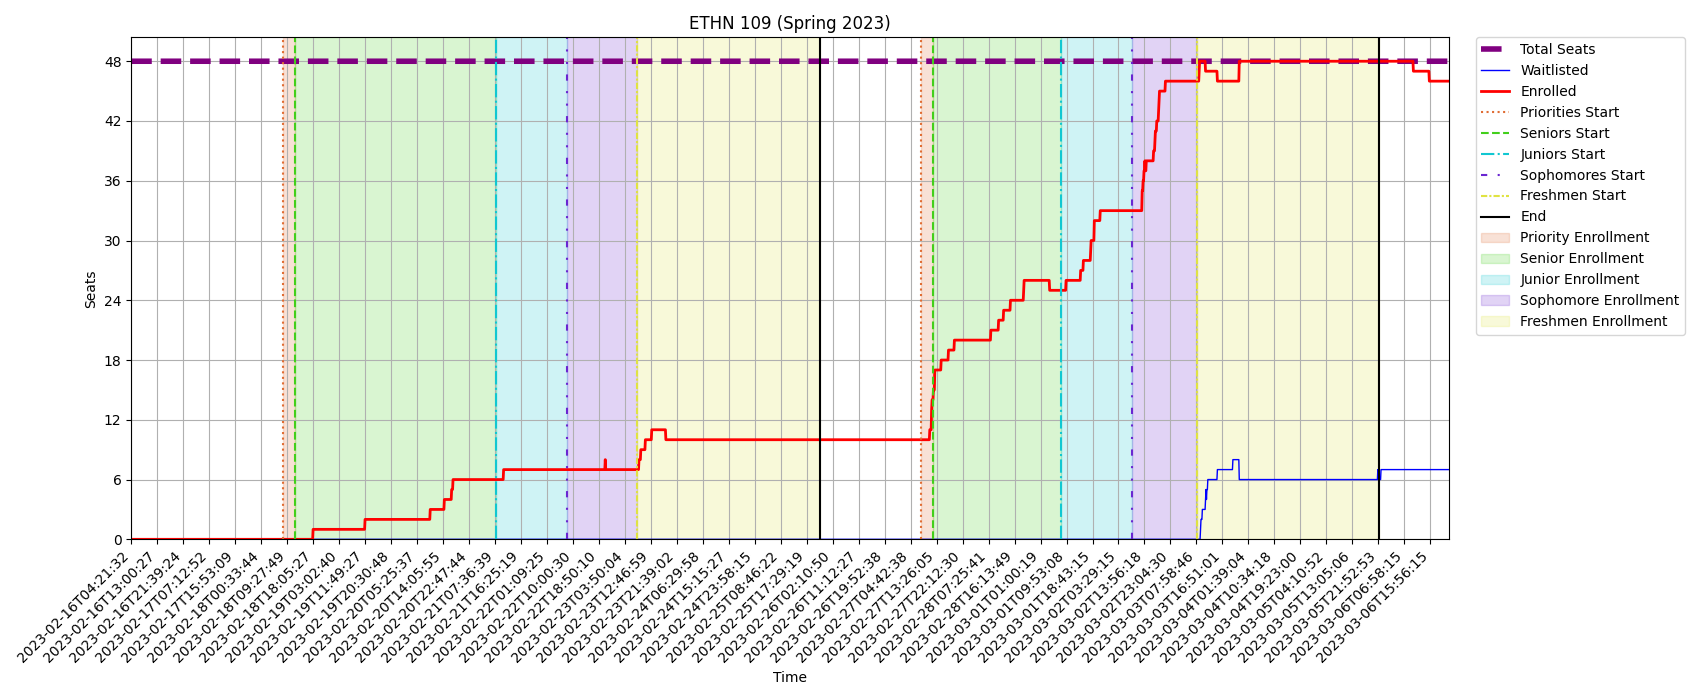 ETHN 109 (Spring 2023)
Seats
48
42
36
30
24
18
12
6
0
2023-02-16T04:21:32
2023-02-16T13:00:27
2023-02-16T21:39:24
2023-02-17T07:12:52
2023-02-17T15:53:09
2023-02-18T00:33:44
2023-02-18T09:27:49
2023-02-18T18:05:27
2023-02-19T03:02:40
2023-02-19T11:49:27
2023-02-19T20:30:48
2023-02-20T05:25:37
2023-02-20T14:05:55
2023-02-20T22:47:44
2023-02-21T07:36:39
2023-02-21T16:25:19
2023-02-22T01:09:25
2023-02-22T10:00:30
2023-02-22T18:50:10
2023-02-23T03:50:04
2023-02-23T12:46:59
2023-02-23T21:39:02
2023-02-24T06:29:58
2023-02-24T15:15:27
2023-02-24T23:58:15
2023-02-25T08:46:22
2023-02-25T17:29:19
2023-02-26T02:10:50
2023-02-26T11:12:27
2023-02-26T19:52:38
2023-02-27T04:42:38
2023-02-27T13:26:05
2023-02-27T22:12:30
2023-02-28T07:25:41
2023-02-28T16:13:49
2023-03-01T01:00:19
2023-03-01T09:53:08
2023-03-01T18:43:15
2023-03-02T03:29:15
2023-03-02T13:56:18
2023-03-02T23:04:30
2023-03-03T07:58:46
2023-03-03T16:51:01
2023-03-04T01:39:04
2023-03-04T10:34:18
2023-03-04T19:23:00
2023-03-05T04:10:52
2023-03-05T13:05:06
2023-03-05T21:52:53
2023-03-06T06:58:15
2023-03-06T15:56:15
Time
Total Seats
Waitlisted
Enrolled
Priorities Start
Seniors Start
Juniors Start
Sophomores Start
Freshmen Start
End
Priority Enrollment
Senior Enrollment
Junior Enrollment
Sophomore Enrollment
Freshmen Enrollment